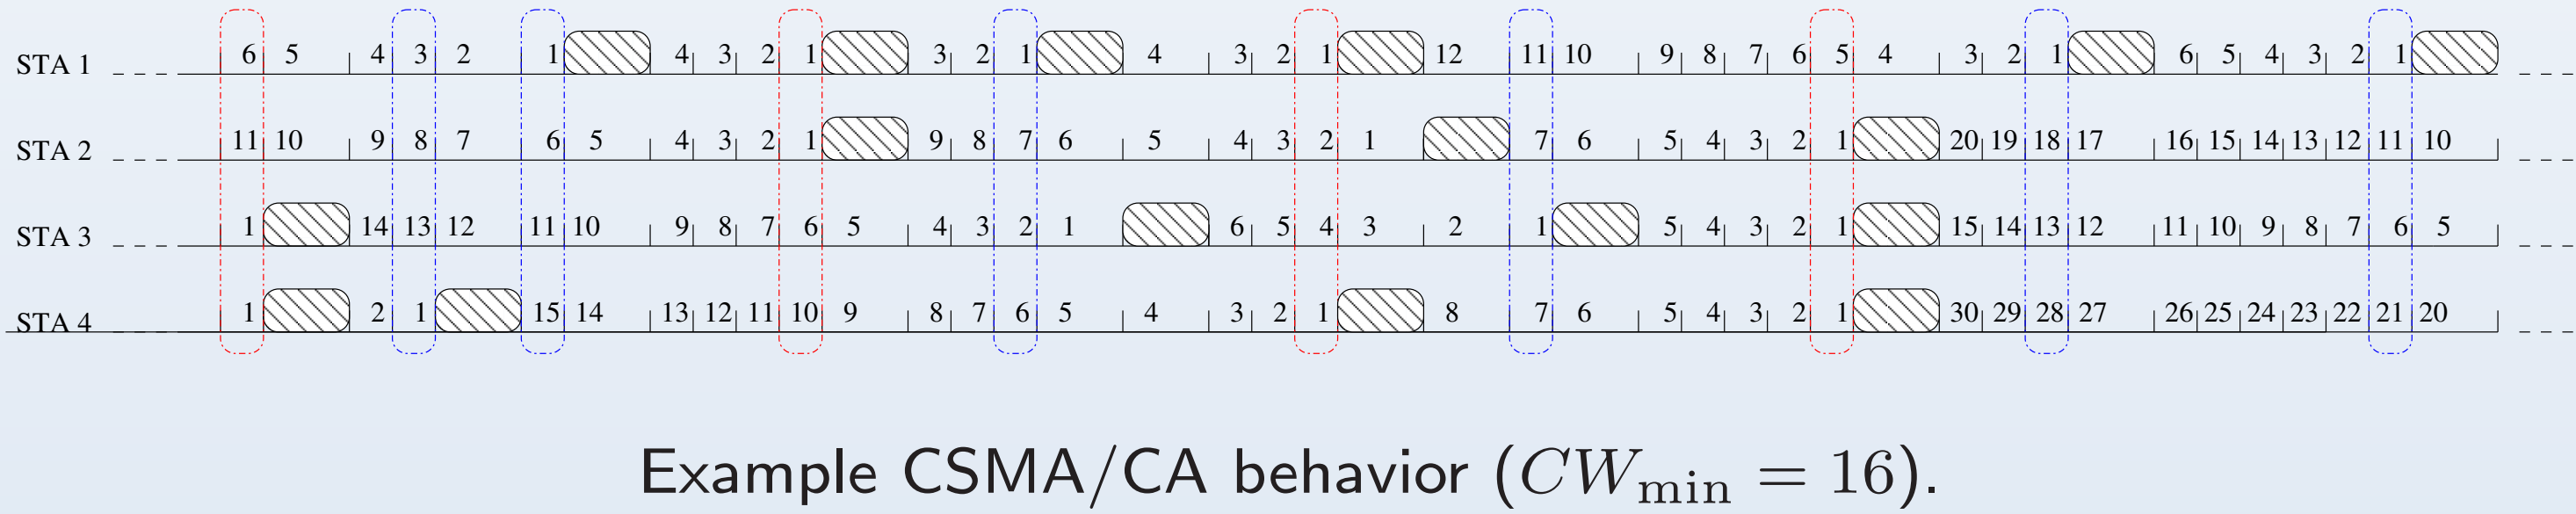 STA 1 6 5 4 3 2 1 4 3 2 1 3 2 1 4 3 2 1 12 11 10 9 8 7 6 5 4 3 2 1 6 5 4 3 2 1
STA 2 11 10 9 8 7 6 5 4 3 2 1 9 8 7 6 5 4 3 2 1 7 6 5 4 3 2 1 20 19 18 17 16 15 14 13 12 11 10
STA 3 1 14 13 12 11 10 9 8 7 6 5 4 3 2 1 6 5 4 3 2 1 5 4 3 2 1 15 14 13 12 11 10 9 8 7 6 5
STA 4 1 2 1 15 14 13 12 11 10 9 8 7 6 5 4 3 2 1 8 7 6 5 4 3 2 1 30 29 28 27 26 25 24 23 22 21 20
Example CSMA/CA behavior (CWmin = 16).